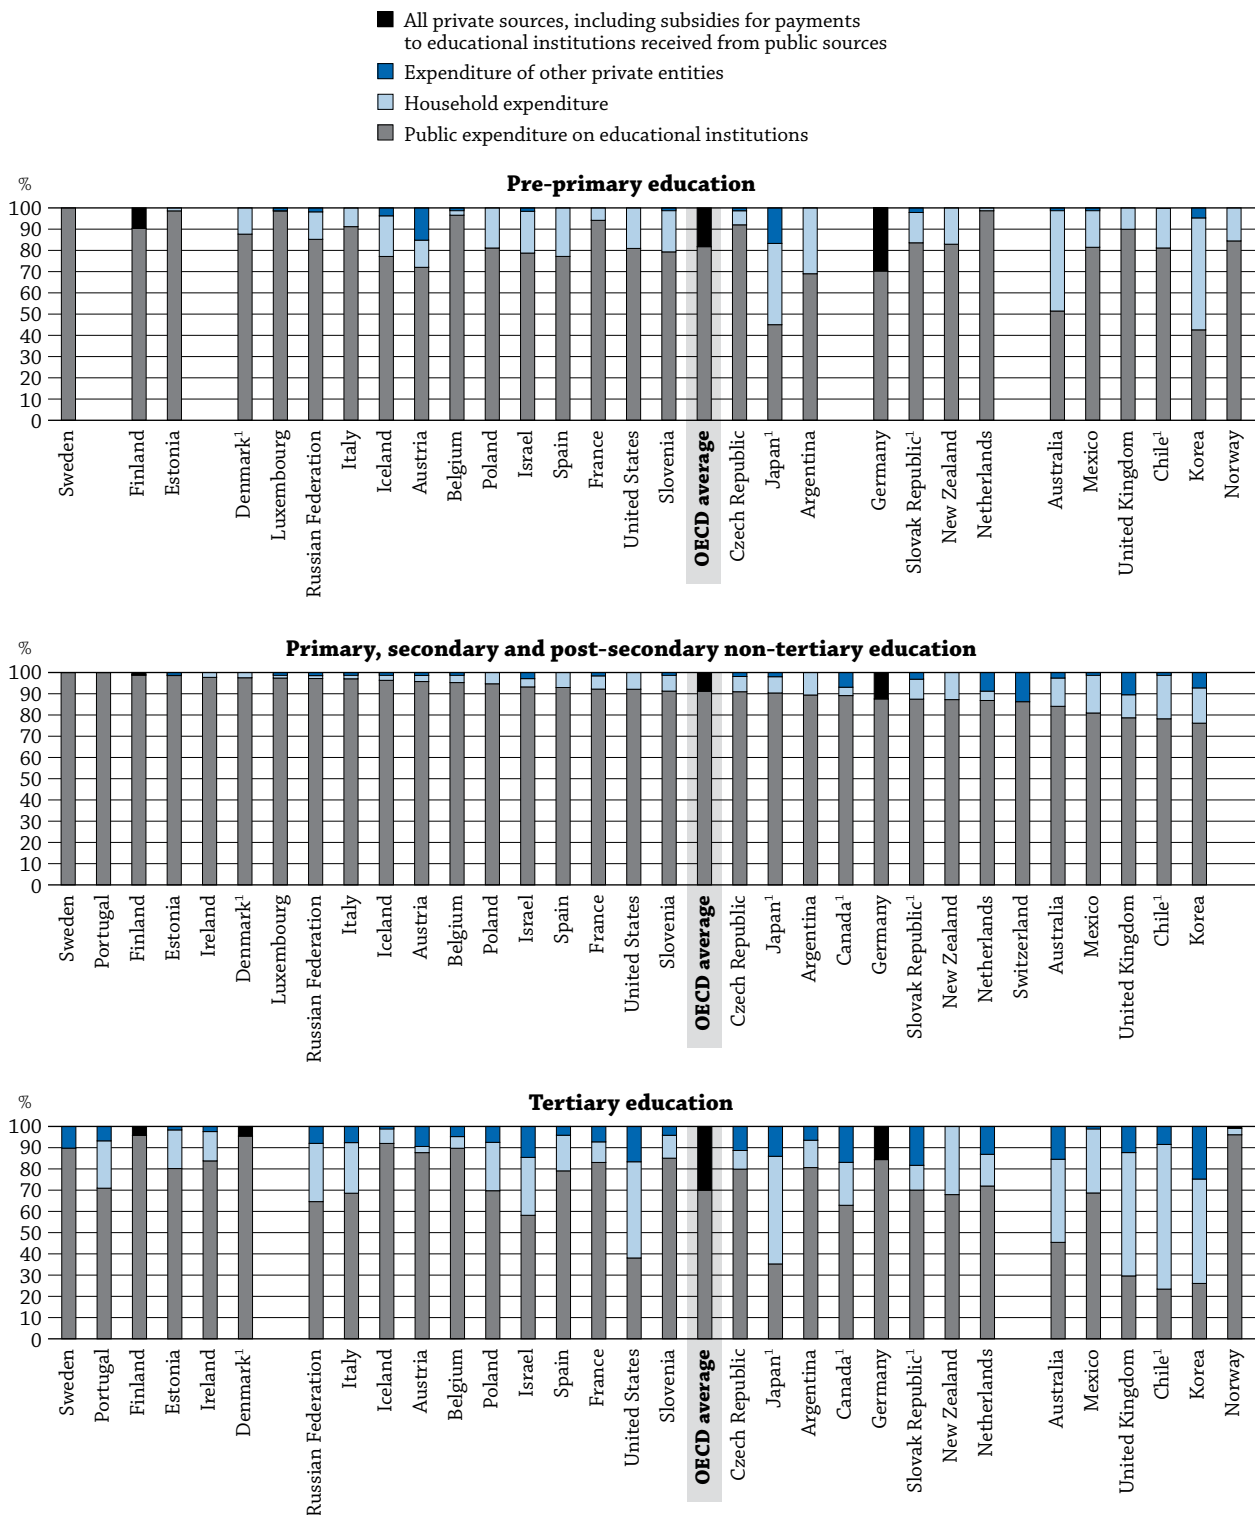 All private sources, including subsidies for payments
to educational institutions received from public sources
Expenditure of other private entities
Household expenditure
Public expenditure on educational institutions
%
Pre-primary education
100
90
80
70
60
50
40
30
20
10
0
Sweden
Finland
Estonia
Denmark¹
Luxembourg
Russian Federation
Italy
Iceland
Austria
Belgium
Poland
Israel
Spain
France
United States
Slovenia
OECD average
Czech Republic
Japan¹
Argentina
Germany
Slovak Republic¹
New Zealand
Netherlands
Australia
Mexico
United Kingdom
Chile¹
Korea
Norway
%
Primary, secondary and post-secondary non-tertiary education
100
90
80
70
60
50
40
30
20
10
0
Sweden
Portugal
Finland
Estonia
Ireland
Denmark¹
Luxembourg
Russian Federation
Italy
Iceland
Austria
Belgium
Poland
Israel
Spain
France
United States
Slovenia
OECD average
Czech Republic
Japan¹
Argentina
Canada¹
Germany
Slovak Republic¹
New Zealand
Netherlands
Switzerland
Australia
Mexico
United Kingdom
Chile¹
Korea
%
Tertiary education
100
90
80
70
60
50
40
30
20
10
0
Sweden
Portugal
Finland
Estonia
Ireland
Denmark¹
Russian Federation
Italy
Iceland
Austria
Belgium
Poland
Israel
Spain
France
United States
Slovenia
OECD average
Czech Republic
Japan¹
Argentina
Canada¹
Germany
Slovak Republic¹
New Zealand
Netherlands
Australia
Mexico
United Kingdom
Chile¹
Korea
Norway